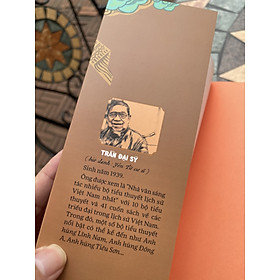 TRẦN ĐẠI SỸ
(bút danh Yên Tử cư sĩ)
Sinh năm 1939.
Ông được xem là "Nhà văn sáng
tác nhiều bộ tiểu thuyết lịch sử
Việt Nam nhất" với 10 bộ tiểu
thuyết và 41 cuốn sách về các
triều đại trong lịch sử Việt Nam.
Trong đó, một số bộ tiểu thuyết
nổi bật có thể kể đến như Anh
hùng Lĩnh Nam, Anh hùng Đông
A, Anh hùng Tiêu Sơn...